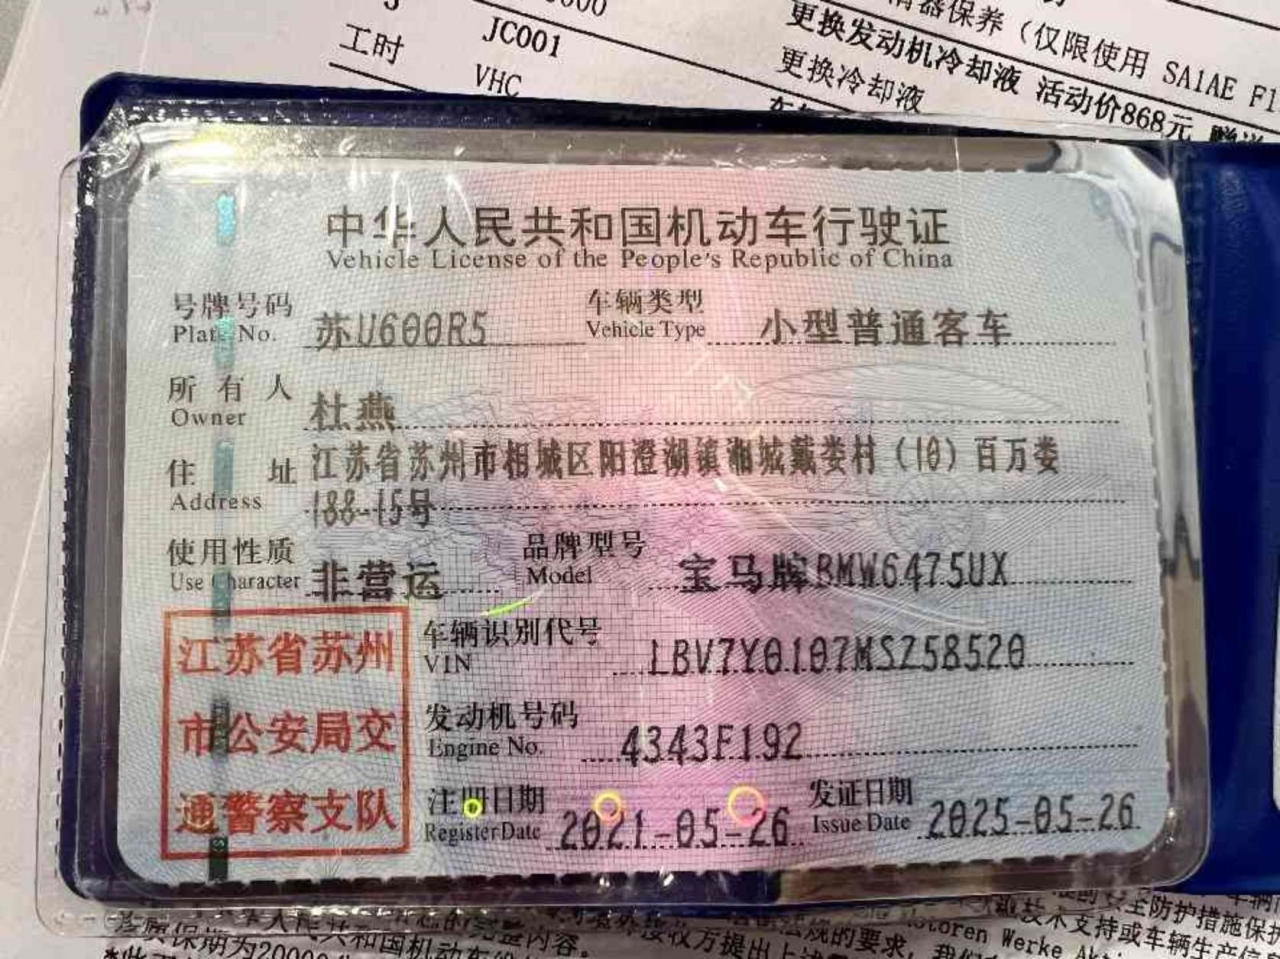 工时
JC001
VHC
更换发动机冷却液 活动价868元
更换冷却液
中华人民共和国机动车行驶证
Vehicle License of the People's Republic of China
号牌号码 Plate No. 苏U600R5 车辆类型 Vehicle Type 小型普通客车
所有人 Owner 杜燕
住址 Address 江苏省苏州市相城区阳澄湖镇湘城戴娄村（10）百万娄
188-15号
使用性质 Use Character 非营运 品牌型号 Model 宝马牌BMW6475UX
车辆识别代号 VIN LBV7Y0107MSZ58520
发动机号码 Engine No. 4343F192
注册日期 Register Date 2021-05-26 发证日期 Issue Date 2025-05-26
江苏省苏州
市公安局交
通警察支队